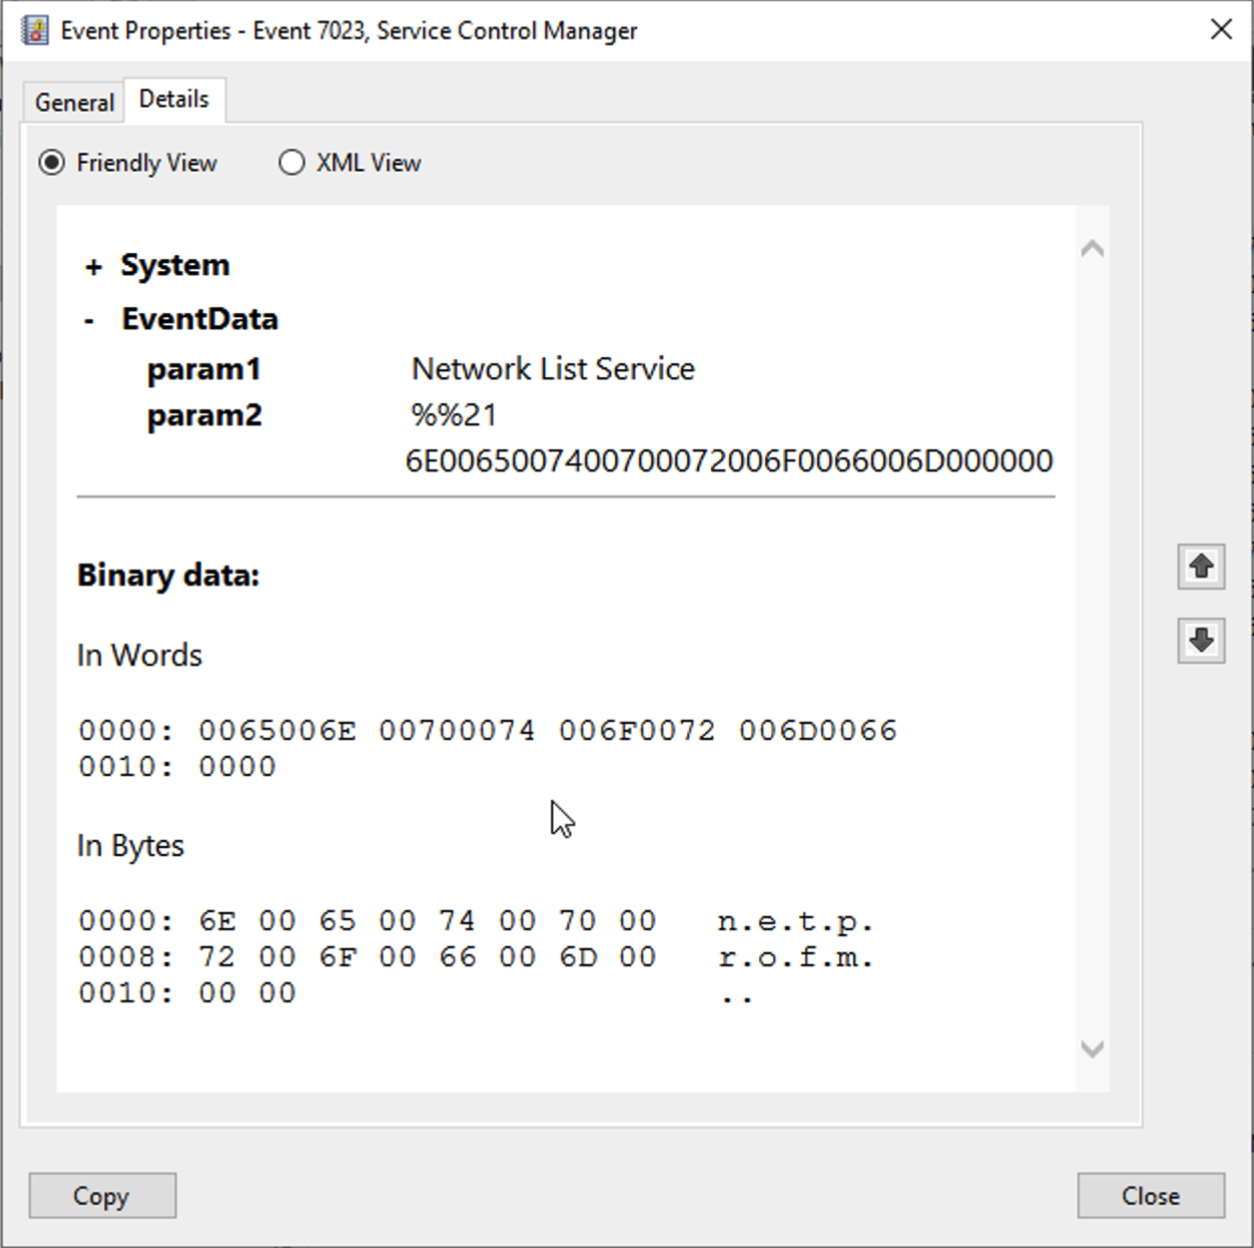 Event Properties - Event 7023, Service Control Manager
General Details
Friendly View XML View
+ System
- EventData
param1 Network List Service
param2 %%21
6E0065007400700072006F0066006D000000
Binary data:
In Words
0000: 0065006E 00700074 006F0072 006D0066
0010: 0000
In Bytes
0000: 6E 00 65 00 74 00 70 00 n.e.t.p.
0008: 72 00 6F 00 66 00 6D 00 r.o.f.m.
0010: 00 00 ..
Copy Close